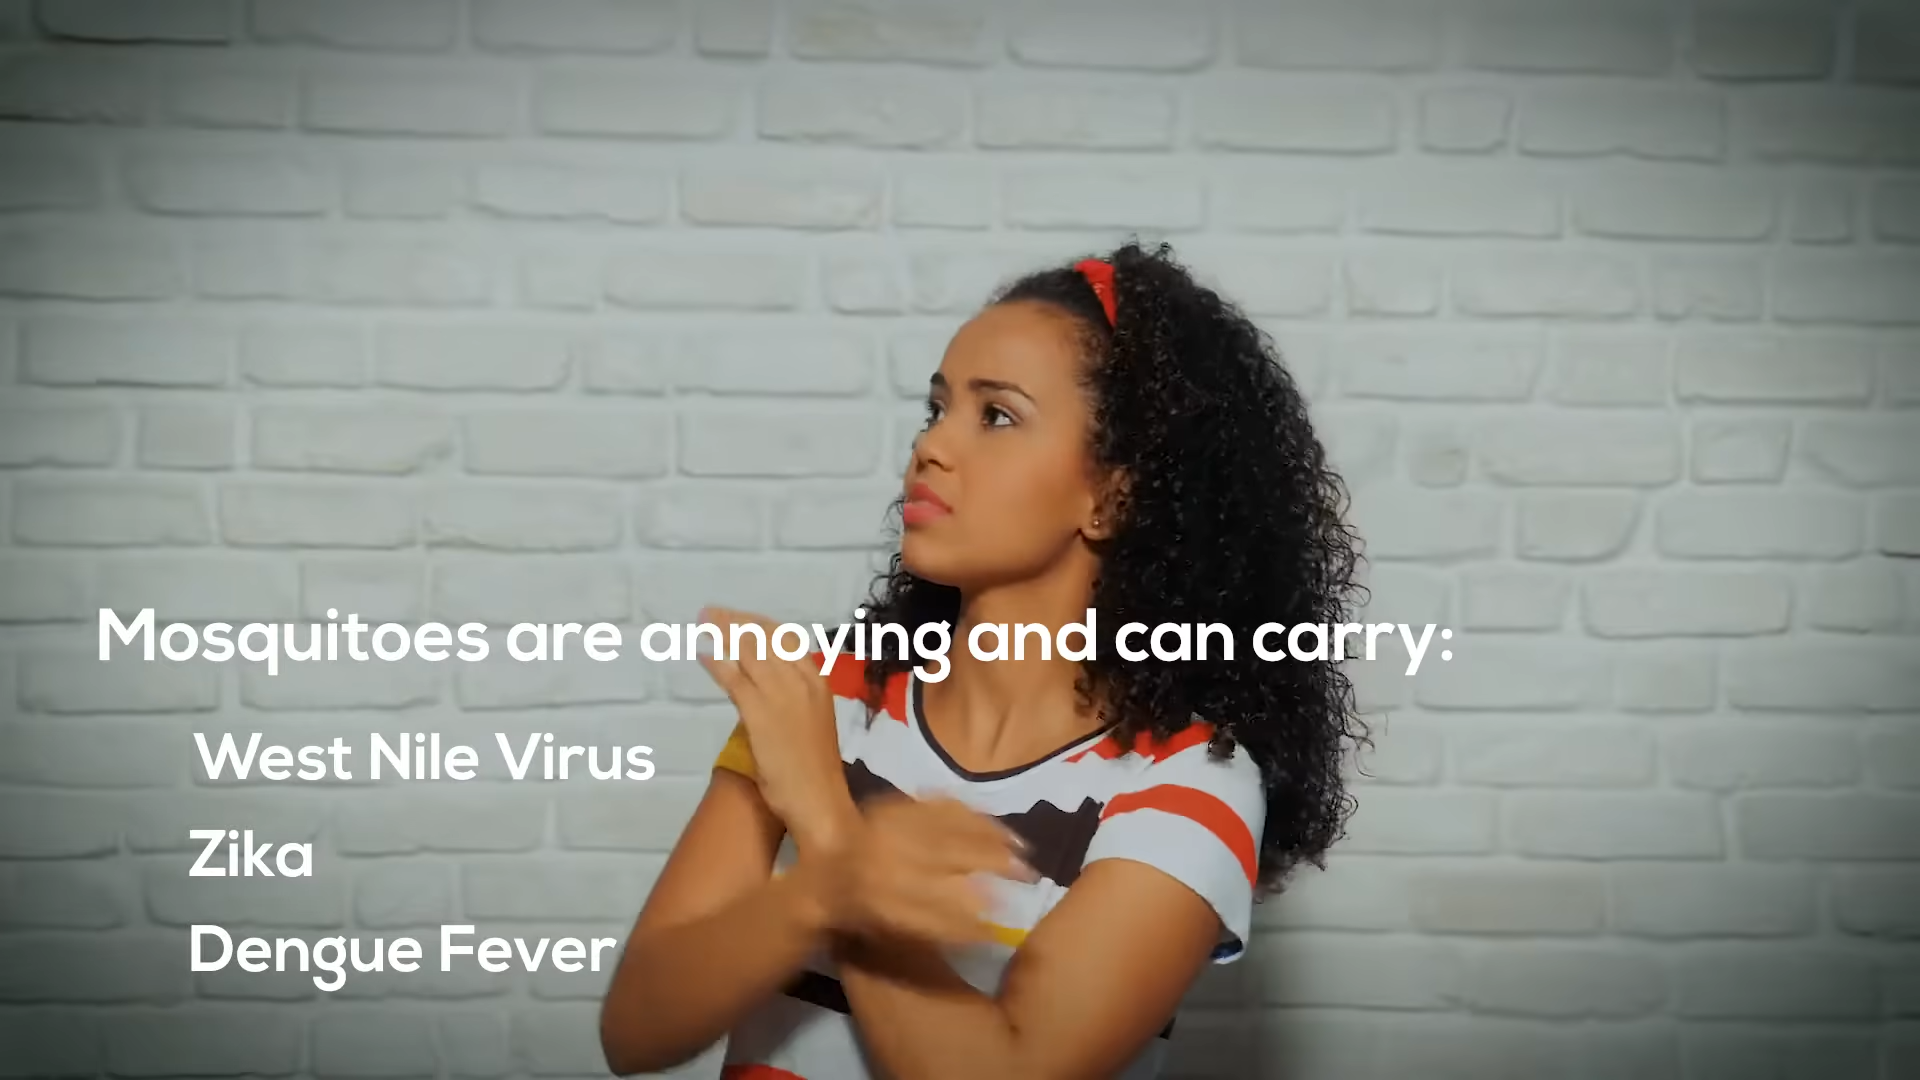 Mosquitoes are annoying and can carry:
West Nile Virus
Zika
Dengue Fever